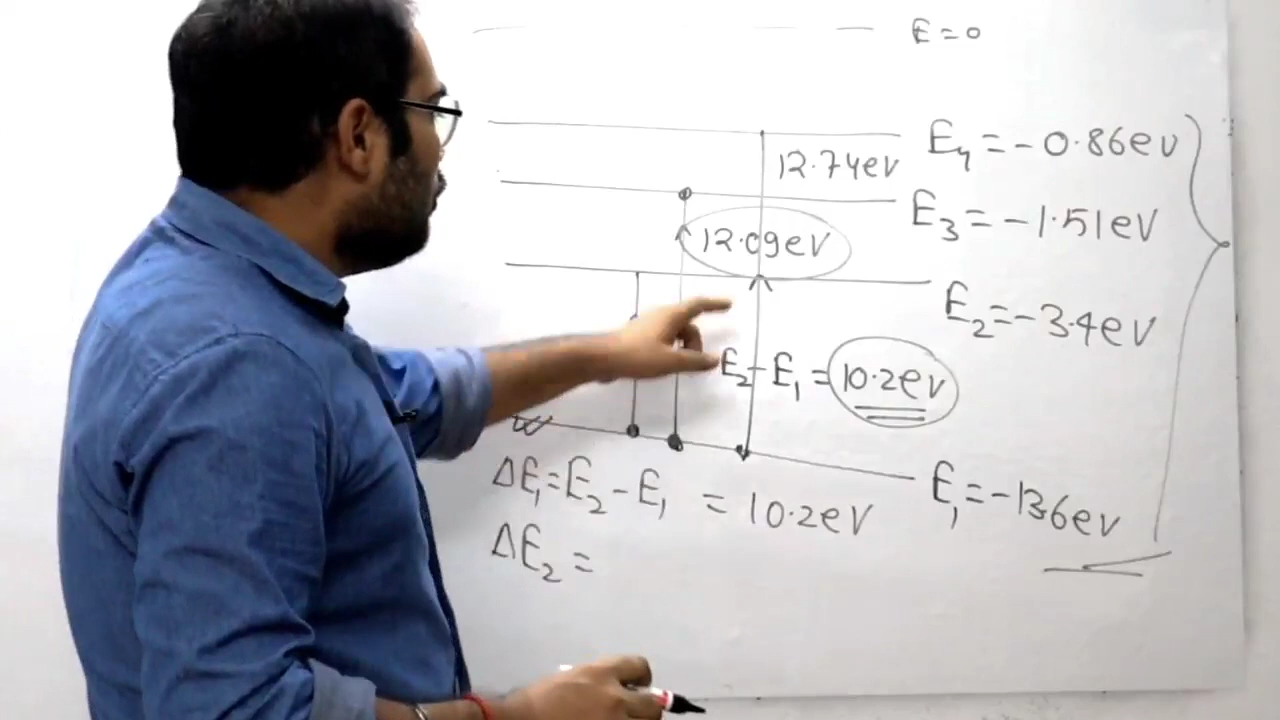 E = 0
E4 = - 0.86eV
12.74eV
E3 = - 1.51eV
12.09eV
E2 = - 3.4eV
E2 - E1 = 10.2eV
E1 = - 13.6eV
ΔE1 = E2 - E1 = 10.2eV
ΔE2 =